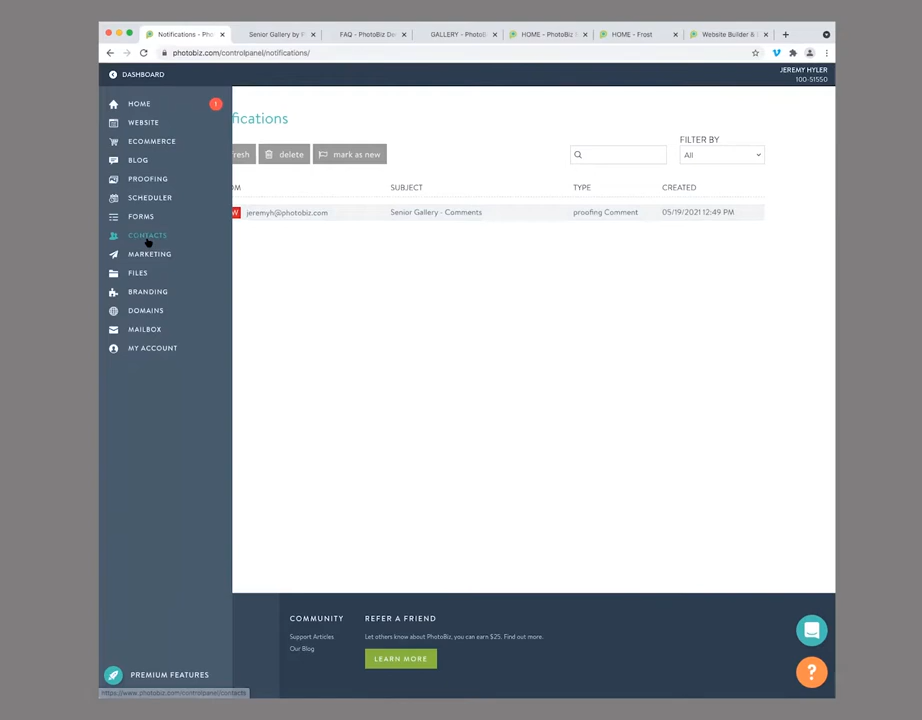 Notifications - Pho
Senior Gallery by P
FAQ - PhotoBiz De
GALLERY - PhotoB
HOME - PhotoBiz
HOME - Frost
Website Builder &
photobiz.com/controlpanel/notifications/
DASHBOARD
JEREMY HYLER
100-51550
HOME
1
WEBSITE
ECOMMERCE
BLOG
PROOFING
SCHEDULER
FORMS
CONTACTS
MARKETING
FILES
BRANDING
DOMAINS
MAILBOX
MY ACCOUNT
fications
resh
delete
mark as new
FILTER BY
All
OM
SUBJECT
TYPE
CREATED
W
jeremyh@photobiz.com
Senior Gallery - Comments
proofing Comment
05/19/2021 12:49 PM
COMMUNITY
Support Articles
Our Blog
REFER A FRIEND
Let others know about PhotoBiz, you can earn $25. Find out more.
LEARN MORE
?
PREMIUM FEATURES
https://www.photobiz.com/controlpanel/contacts